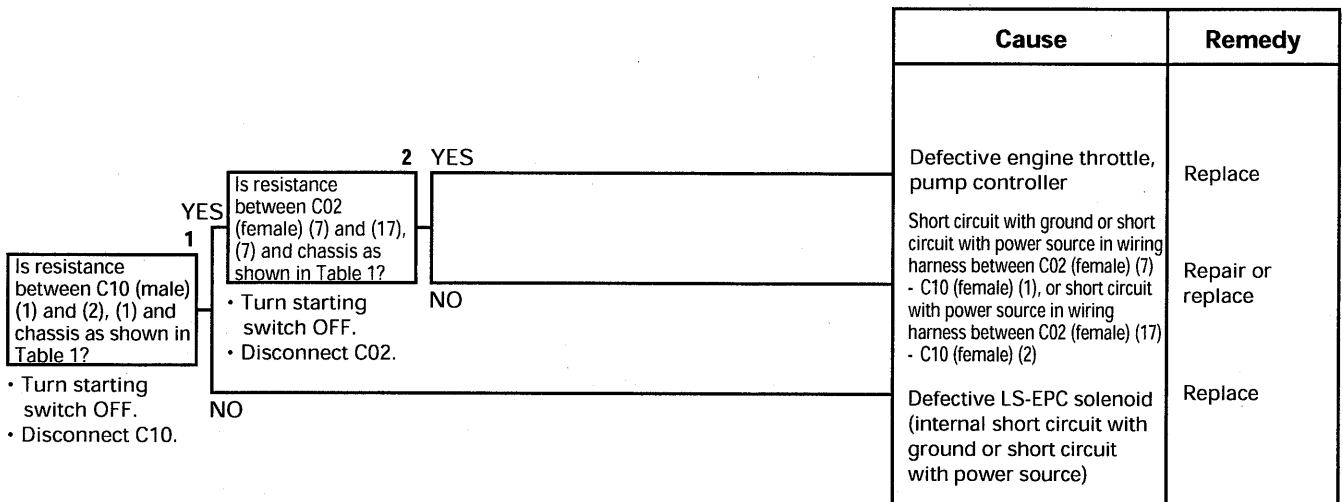 Cause
Remedy
2 YES
Is resistance
between C02
(female) (7) and (17),
(7) and chassis as
shown in Table 1?
• Turn starting
switch OFF.
• Disconnect C02.
NO
YES
1
Is resistance
between C10 (male)
(1) and (2), (1) and
chassis as shown in
Table 1?
• Turn starting
switch OFF.
• Disconnect C10.
NO
Defective engine throttle,
pump controller
Replace
Short circuit with ground or short
circuit with power source in wiring
harness between C02 (female) (7)
- C10 (female) (1), or short circuit
with power source in wiring
harness between C02 (female) (17)
- C10 (female) (2)
Repair or
replace
Defective LS-EPC solenoid
(internal short circuit with
ground or short circuit
with power source)
Replace